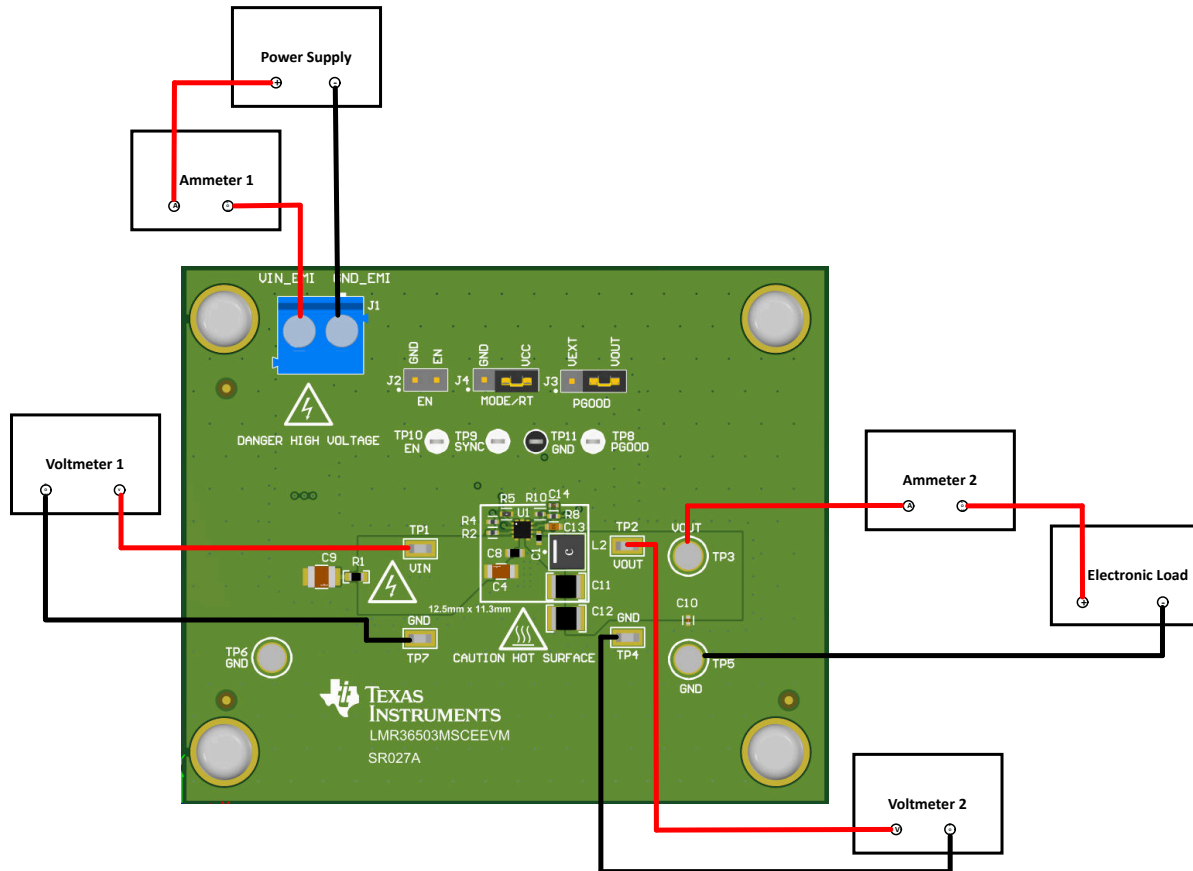 Power Supply
+ -
Ammeter 1
A
VIN_EMI GND_EMI
J1
DANGER HIGH VOLTAGE
GND EN
J2
EN
GND VCC
J4
MODE/RT
VEXT VOUT
J3
PGOOD
TP10
EN
TP9
SYNC
TP11
GND
TP8
PGOOD
Voltmeter 1
Ammeter 2
A
Electronic Load
+ -
R5 R10 C14
R4 U1 R8
R2 C13
C8 C1 C L2
C4 C11
C12
12.5mm x 11.3mm
TP1
VIN
TP2
VOUT
VOUT
TP3
C9 R1
C10
GND
TP7
GND
TP4
TP5
GND
TP6
GND
CAUTION HOT SURFACE
TEXAS
INSTRUMENTS
LMR36503MSCEEVM
SR027A
Voltmeter 2
V